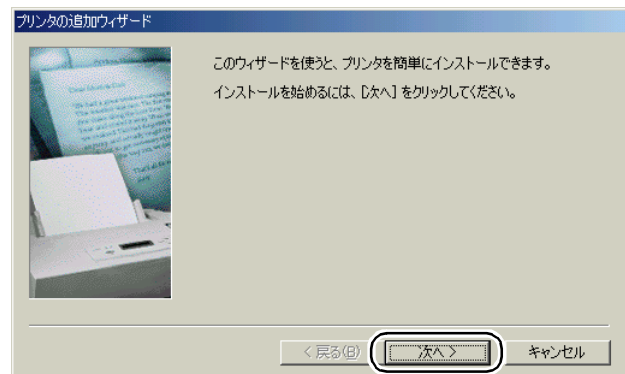 プリンタの追加ウィザード
Dear Mom & Dad,
このウィザードを使うと、プリンタを簡単にインストールできます。
インストールを始めるには、[次へ] をクリックしてください。
< 戻る(B)
次へ >
キャンセル